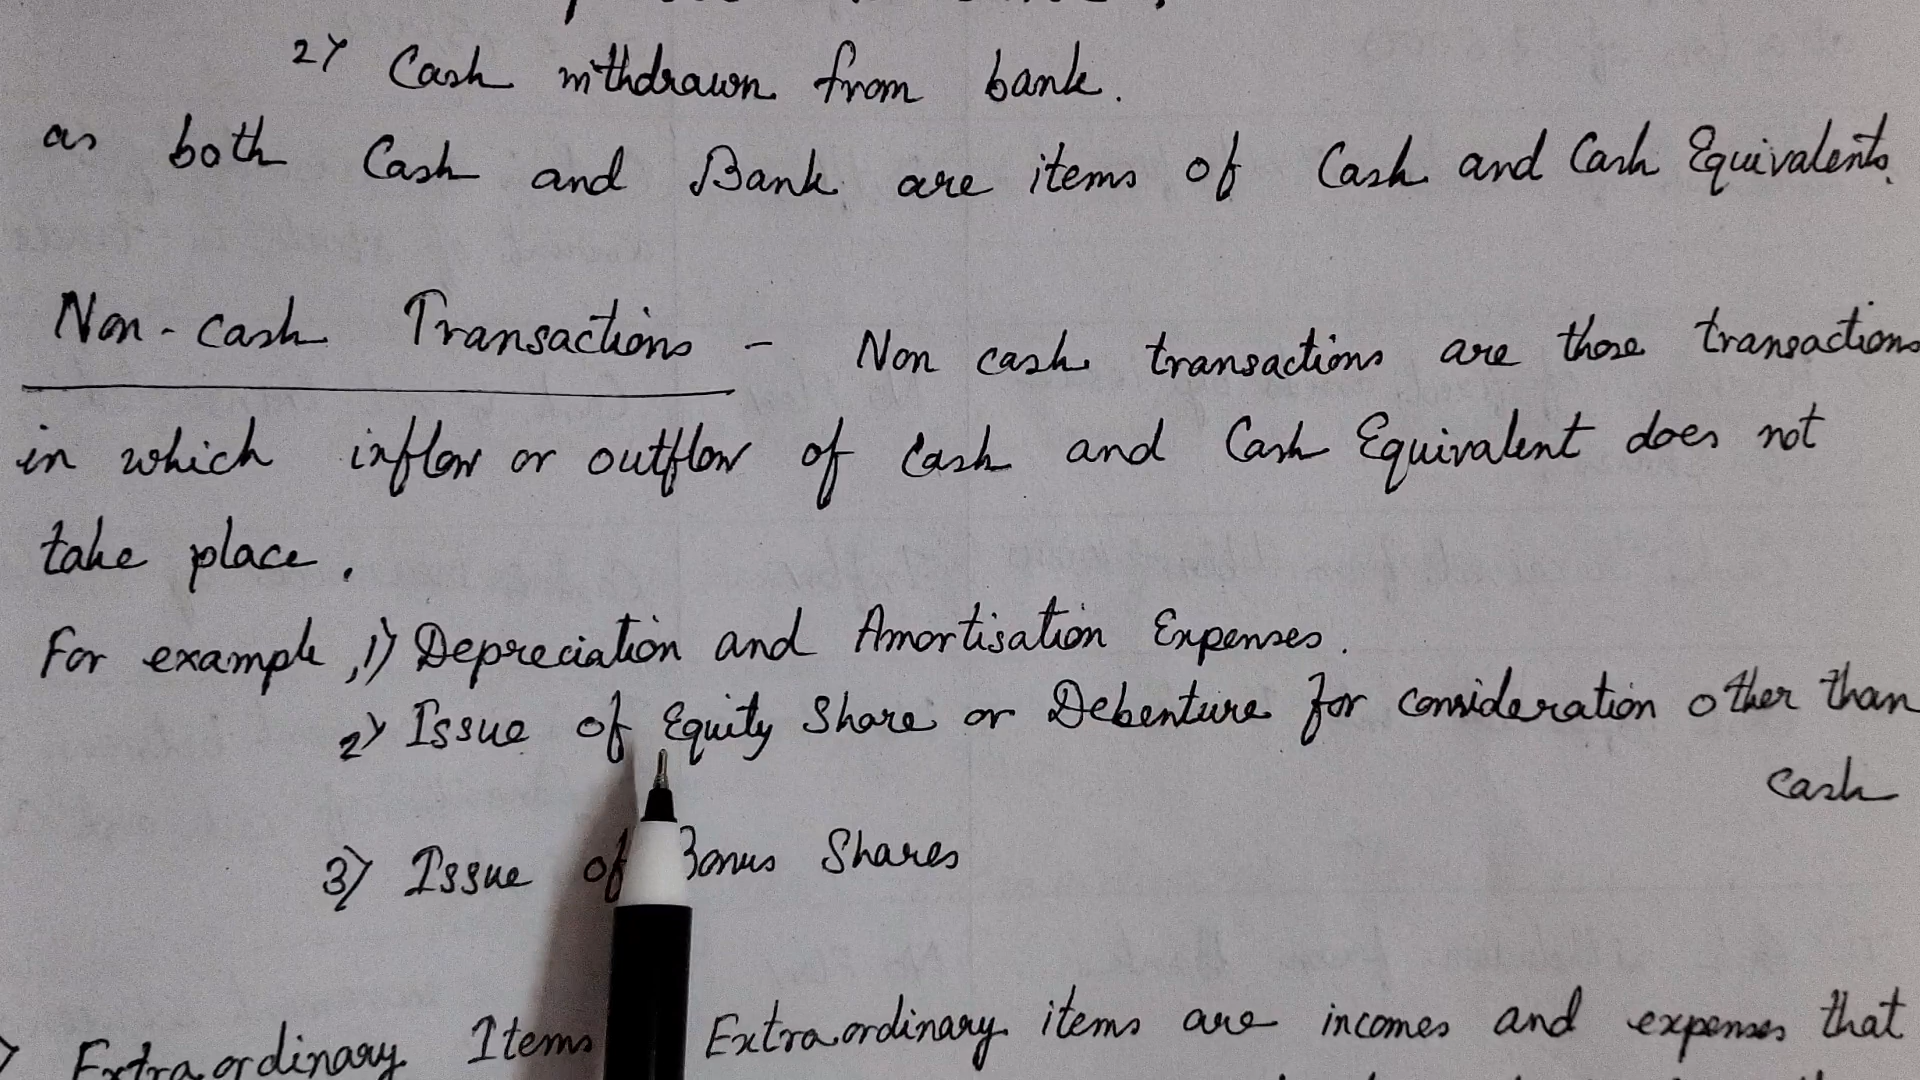 2) Cash withdrawn from bank.
as both Cash and Bank are items of Cash and Cash Equivalents.
Non-cash Transactions - Non cash transactions are those transactions
in which inflow or outflow of cash and Cash Equivalent does not
take place.
For example, 1) Depreciation and Amortisation Expenses.
2) Issue of Equity Share or Debenture for consideration other than
cash
3) Issue of Bonus Shares
Extraordinary Items Extraordinary items are incomes and expenses that